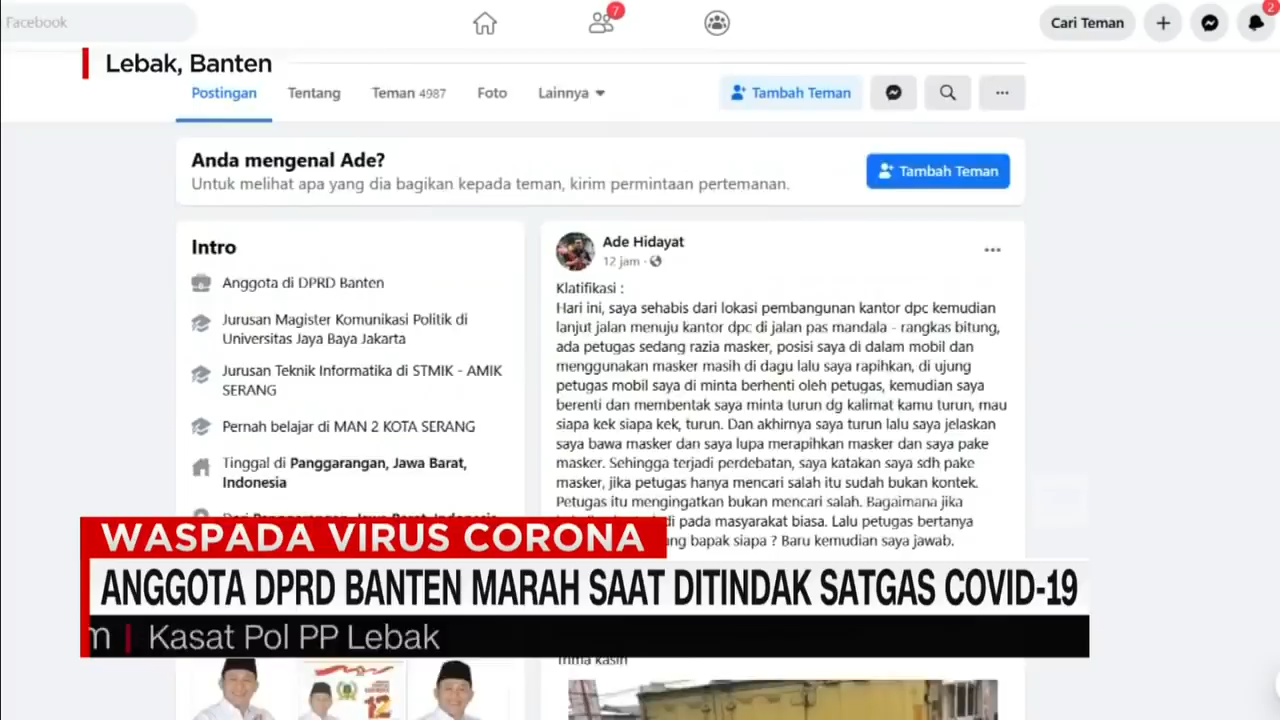 Facebook
7
Cari Teman
2
Lebak, Banten
Postingan
Tentang
Teman 4987
Foto
Lainnya
Tambah Teman
Anda mengenal Ade?
Untuk melihat apa yang dia bagikan kepada teman, kirim permintaan pertemanan.
Tambah Teman
Intro
Anggota di DPRD Banten
Jurusan Magister Komunikasi Politik di
Universitas Jaya Baya Jakarta
Jurusan Teknik Informatika di STMIK - AMIK
SERANG
Pernah belajar di MAN 2 KOTA SERANG
Tinggal di Panggarangan, Jawa Barat,
Indonesia
Dari Panggarangan, Jawa Barat, Indonesia
Ade Hidayat
12 jam ·
Klatifikasi :
Hari ini, saya sehabis dari lokasi pembangunan kantor dpc kemudian
lanjut jalan menuju kantor dpc di jalan pas mandala - rangkas bitung,
ada petugas sedang razia masker, posisi saya di dalam mobil dan
menggunakan masker masih di dagu lalu saya rapihkan, di ujung
petugas mobil saya di minta berhenti oleh petugas, kemudian saya
berenti dan membentak saya minta turun dg kalimat kamu turun, mau
siapa kek siapa kek, turun. Dan akhirnya saya turun lalu saya jelaskan
saya bawa masker dan saya lupa merapihkan masker dan saya pake
masker. Sehingga terjadi perdebatan, saya katakan saya sdh pake
masker, jika petugas hanya mencari salah itu sudah bukan kontek.
Petugas itu mengingatkan bukan mencari salah. Bagaimana jika
di pada masyarakat biasa. Lalu petugas bertanya
bapak siapa ? Baru kemudian saya jawab.
WASPADA VIRUS CORONA
ANGGOTA DPRD BANTEN MARAH SAAT DITINDAK SATGAS COVID-19
m | Kasat Pol PP Lebak
12